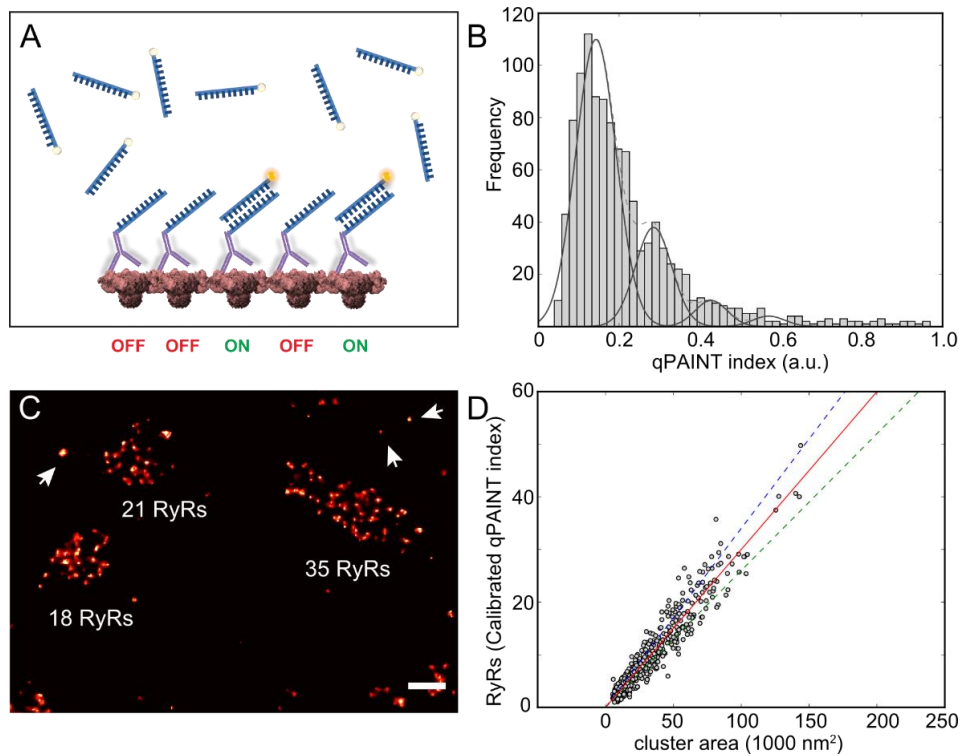 A
OFF OFF ON OFF ON
B
120
100
80
60
40
20
Frequency
0 0.2 0.4 0.6 0.8 1.0
qPAINT index (a.u.)
C
21 RyRs
35 RyRs
18 RyRs
D
60
40
20
0
RyRs (Calibrated qPAINT index)
0 50 100 150 200 250
cluster area (1000 nm²)